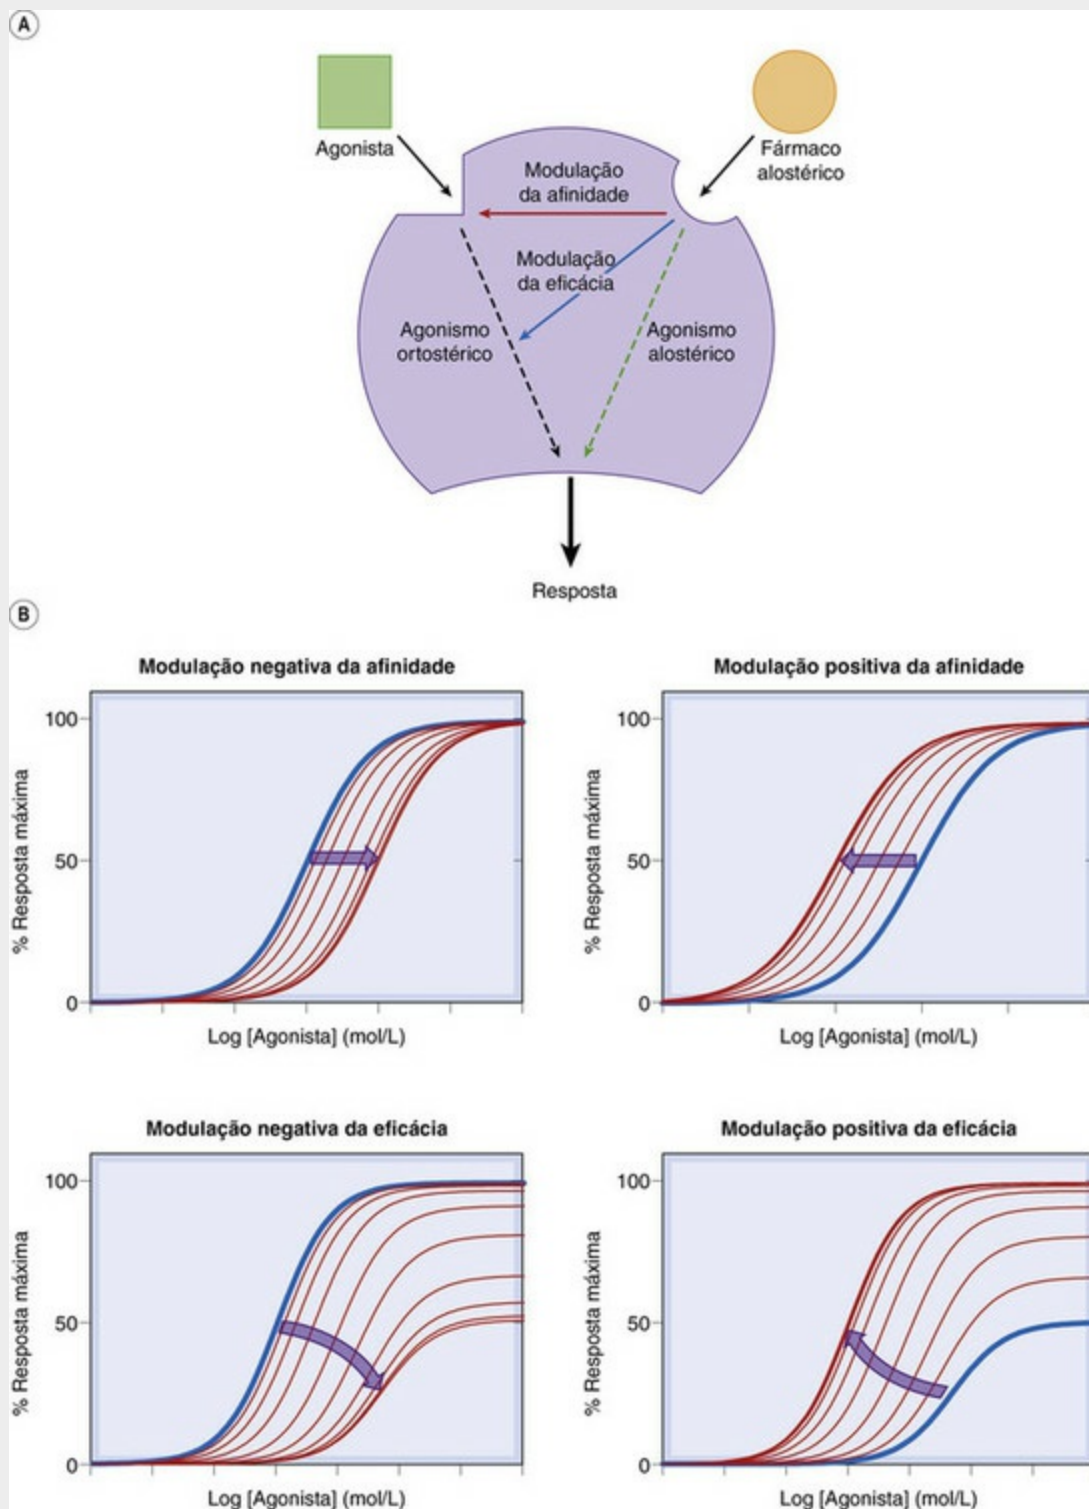 A
Agonista
Fármaco
alostérico
Modulação
da afinidade
Modulação
da eficácia
Agonismo
ortostérico
Agonismo
alostérico
Resposta
B
Modulação negativa da afinidade
% Resposta máxima
100
50
0
Log [Agonista] (mol/L)
Modulação positiva da afinidade
% Resposta máxima
100
50
0
Log [Agonista] (mol/L)
Modulação negativa da eficácia
% Resposta máxima
100
50
0
Log [Agonista] (mol/L)
Modulação positiva da eficácia
% Resposta máxima
100
50
0
Log [Agonista] (mol/L)